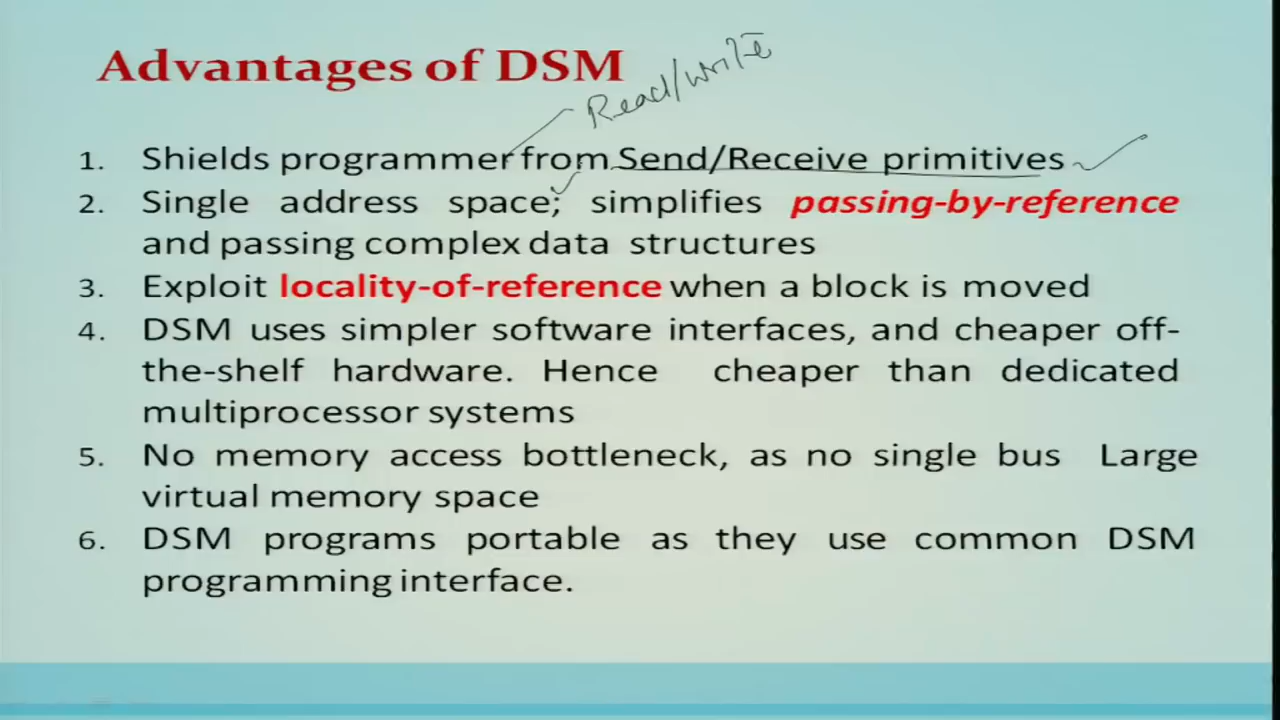 Advantages of DSM
Read/write
1. Shields programmer from Send/Receive primitives
2. Single address space; simplifies passing-by-reference
and passing complex data structures
3. Exploit locality-of-reference when a block is moved
4. DSM uses simpler software interfaces, and cheaper off-
the-shelf hardware. Hence cheaper than dedicated
multiprocessor systems
5. No memory access bottleneck, as no single bus Large
virtual memory space
6. DSM programs portable as they use common DSM
programming interface.